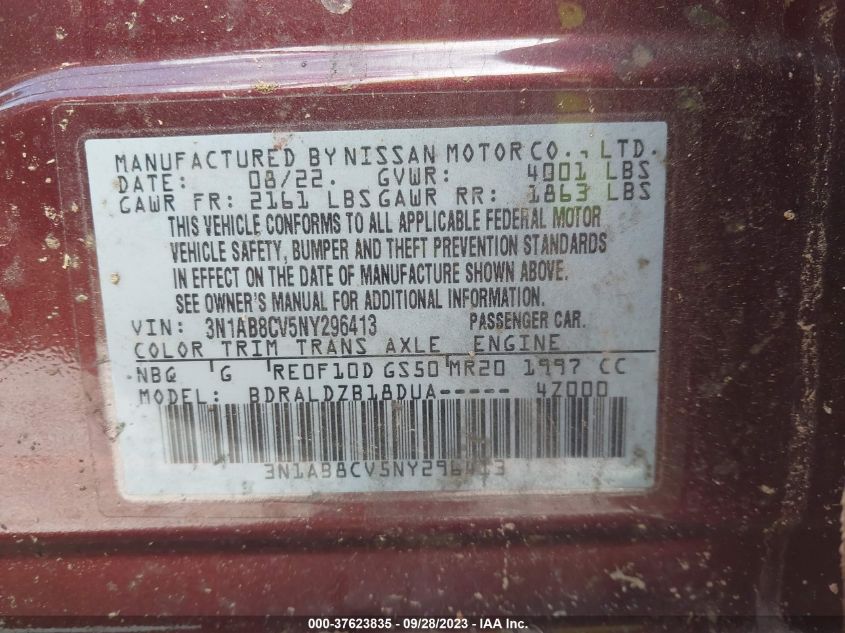 MANUFACTURED BY NISSAN MOTOR CO., LTD.
DATE: 08/22. GVWR: 4001 LBS
GAWR FR: 2161 LBS GAWR RR: 1863 LBS
THIS VEHICLE CONFORMS TO ALL APPLICABLE FEDERAL MOTOR
VEHICLE SAFETY, BUMPER AND THEFT PREVENTION STANDARDS
IN EFFECT ON THE DATE OF MANUFACTURE SHOWN ABOVE.
SEE OWNER'S MANUAL FOR ADDITIONAL INFORMATION.
VIN: 3N1AB8CV5NY296413 PASSENGER CAR.
COLOR TRIM TRANS AXLE ENGINE
NBQ G RE0F10D GS50 MR20 1997 CC
MODEL: BDRALDZB18DUA----- 4Z000
3N1AB8CV5NY296413
000-37623835 - 09/28/2023 - IAA Inc.